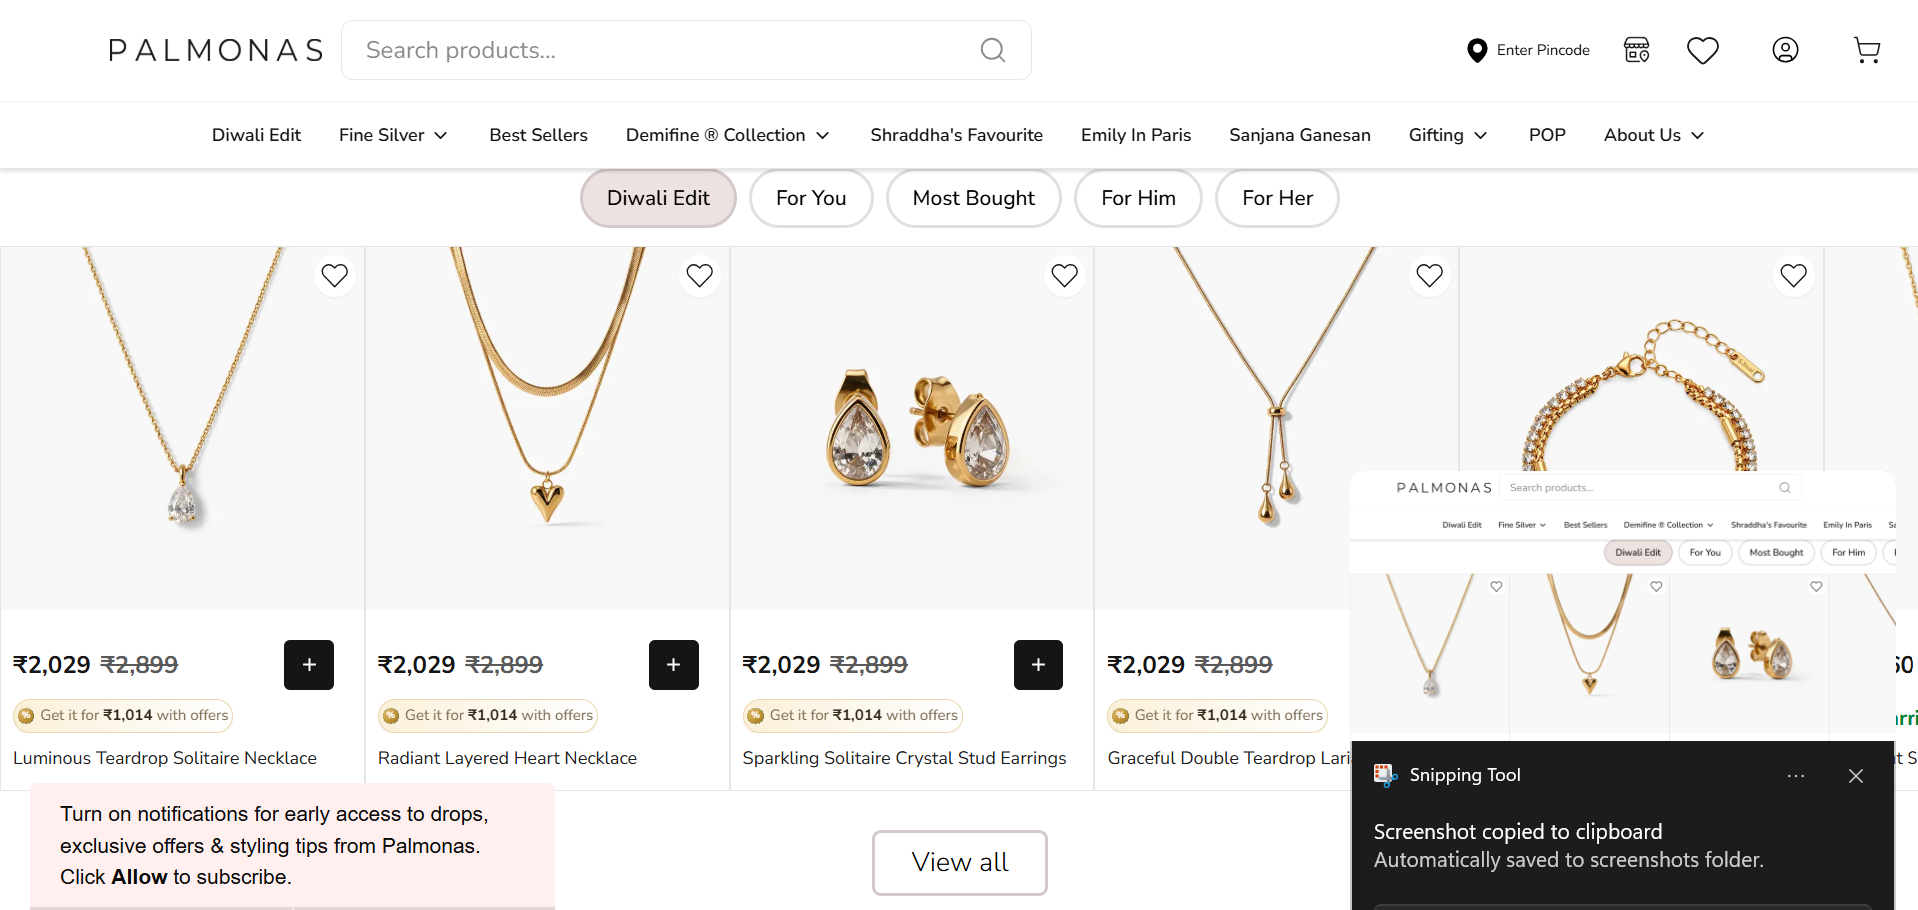 PALMONAS
Search products...
Enter Pincode
Diwali Edit
Fine Silver
Best Sellers
Demifine ® Collection
Shraddha's Favourite
Emily In Paris
Sanjana Ganesan
Gifting
POP
About Us
Diwali Edit
For You
Most Bought
For Him
For Her
₹2,029 ₹2,899
+
Get it for ₹1,014 with offers
Luminous Teardrop Solitaire Necklace
₹2,029 ₹2,899
+
Get it for ₹1,014 with offers
Radiant Layered Heart Necklace
₹2,029 ₹2,899
+
Get it for ₹1,014 with offers
Sparkling Solitaire Crystal Stud Earrings
₹2,029 ₹2,899
Get it for ₹1,014 with offers
Graceful Double Teardrop Lari
PALMONAS
Search products...
Diwali Edit
Fine Silver
Best Sellers
Demifine ® Collection
Shraddha's Favourite
Emily In Paris
Sa
Diwali Edit
For You
Most Bought
For Him
60
arri
t S
Snipping Tool
Screenshot copied to clipboard
Automatically saved to screenshots folder.
Turn on notifications for early access to drops,
exclusive offers & styling tips from Palmonas.
Click Allow to subscribe.
View all